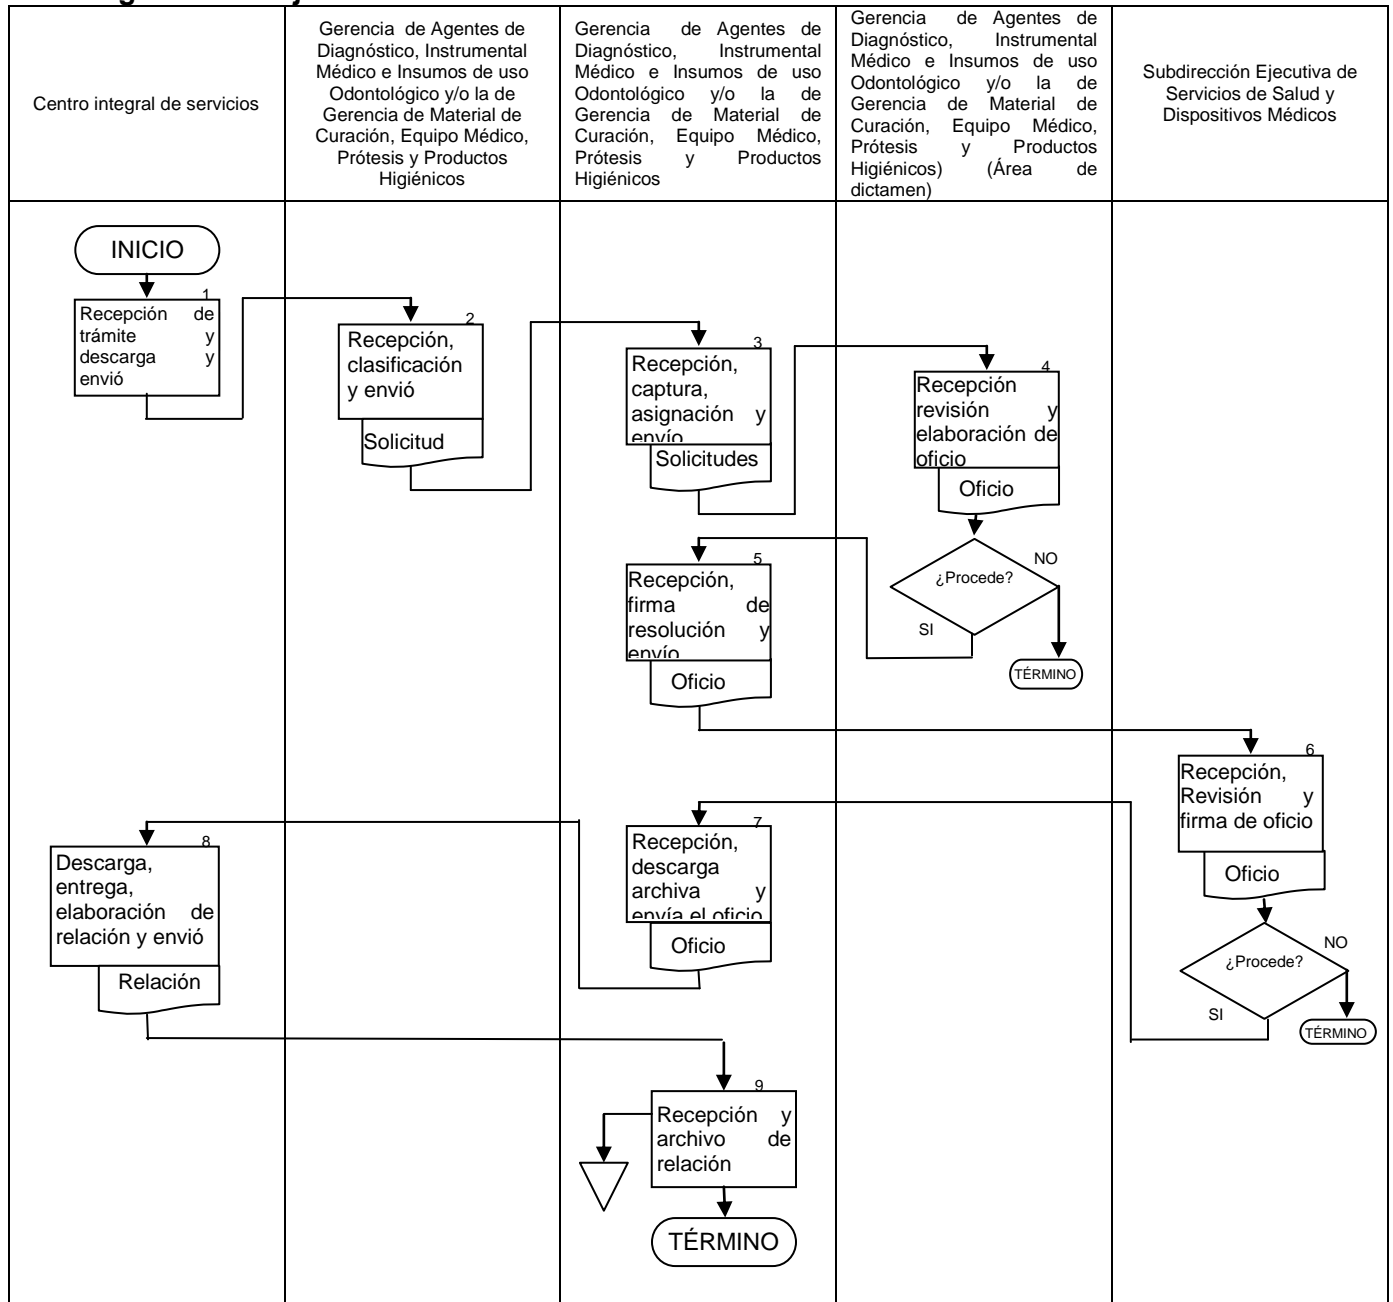 Centro integral de servicios
Gerencia de Agentes de
Diagnóstico, Instrumental
Médico e Insumos de uso
Odontológico y/o la de
Gerencia de Material de
Curación, Equipo Médico,
Prótesis y Productos
Higiénicos
Gerencia de Agentes de
Diagnóstico, Instrumental
Médico e Insumos de uso
Odontológico y/o la de
Gerencia de Material de
Curación, Equipo Médico,
Prótesis y Productos
Higiénicos
Gerencia de Agentes de
Diagnóstico, Instrumental
Médico e Insumos de uso
Odontológico y/o la de
Gerencia de Material de
Curación, Equipo Médico,
Prótesis y Productos
Higiénicos) (Área de
dictamen)
Subdirección Ejecutiva de
Servicios de Salud y
Dispositivos Médicos
INICIO
1
Recepción de
trámite y
descarga y
envió
2
Recepción,
clasificación
y envió
Solicitud
3
Recepción,
captura,
asignación y
envío
Solicitudes
4
Recepción
revisión y
elaboración de
oficio
Oficio
¿Procede?
NO
SI
TÉRMINO
5
Recepción,
firma de
resolución y
envío
Oficio
6
Recepción,
Revisión y
firma de oficio
Oficio
¿Procede?
NO
SI
TÉRMINO
7
Recepción,
descarga
archiva y
envía el oficio
Oficio
8
Descarga,
entrega,
elaboración de
relación y envió
Relación
9
Recepción y
archivo de
relación
TÉRMINO